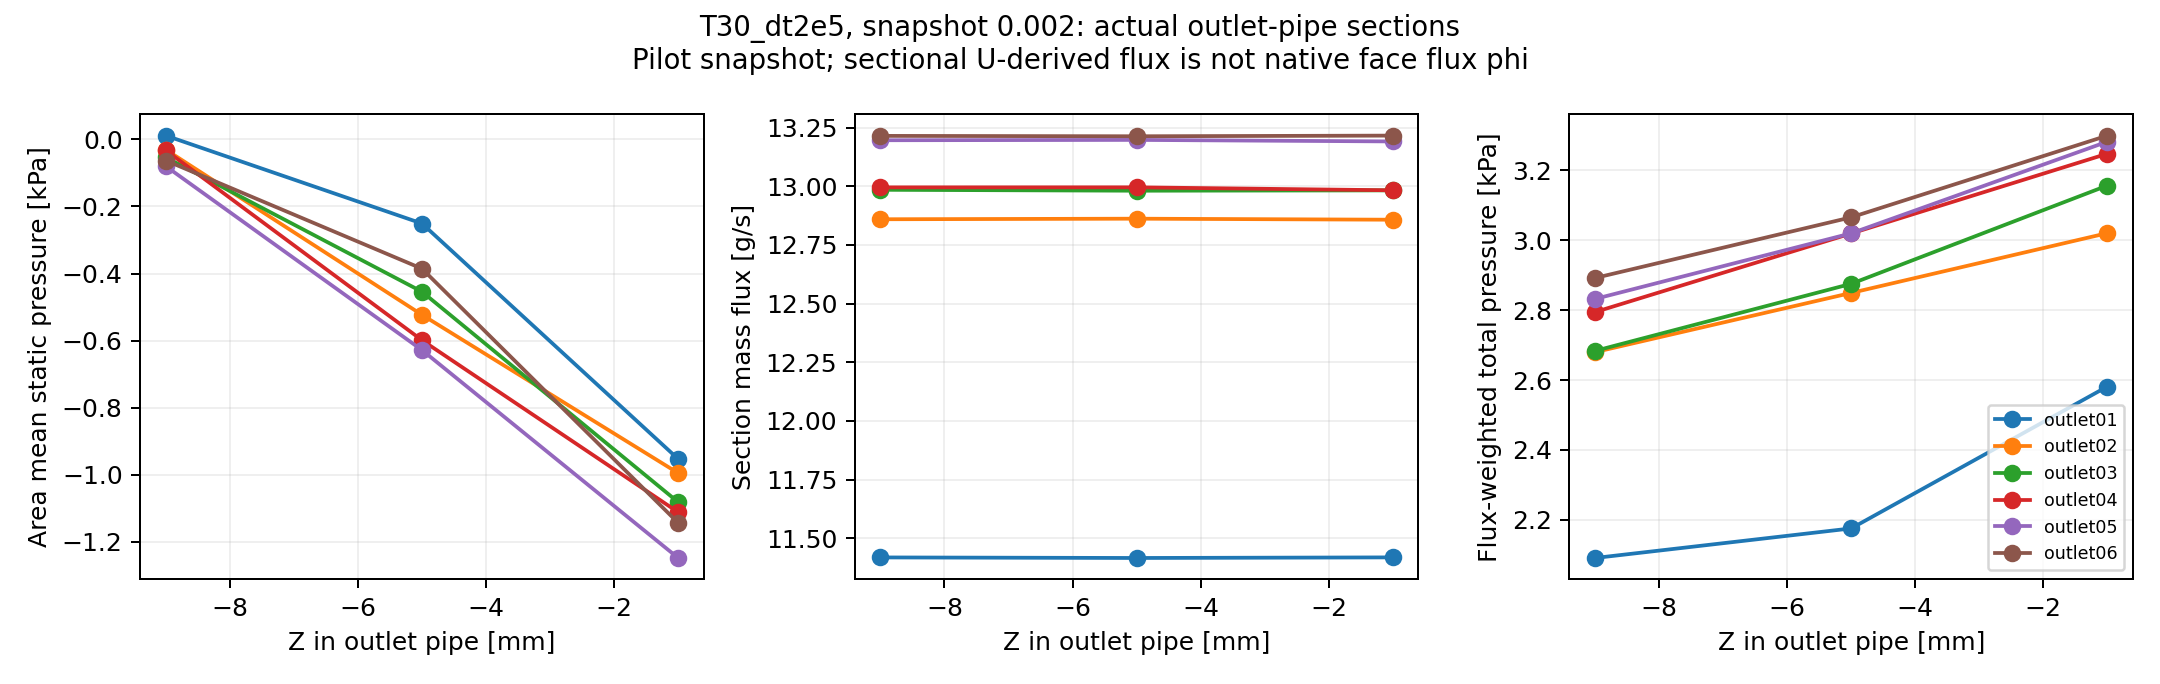 T30_dt2e5, snapshot 0.002: actual outlet-pipe sections
Pilot snapshot; sectional U-derived flux is not native face flux phi
Area mean static pressure [kPa]
0.0
−0.2
−0.4
−0.6
−0.8
−1.0
−1.2
−8 −6 −4 −2
Z in outlet pipe [mm]
Section mass flux [g/s]
13.25
13.00
12.75
12.50
12.25
12.00
11.75
11.50
−8 −6 −4 −2
Z in outlet pipe [mm]
Flux-weighted total pressure [kPa]
3.2
3.0
2.8
2.6
2.4
2.2
−8 −6 −4 −2
Z in outlet pipe [mm]
outlet01
outlet02
outlet03
outlet04
outlet05
outlet06